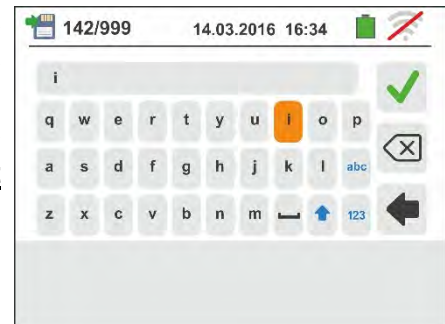 142/999 14.03.2016 16:34
i
q w e r t y u i o p
a s d f g h j k l abc
z x c v b n m 123